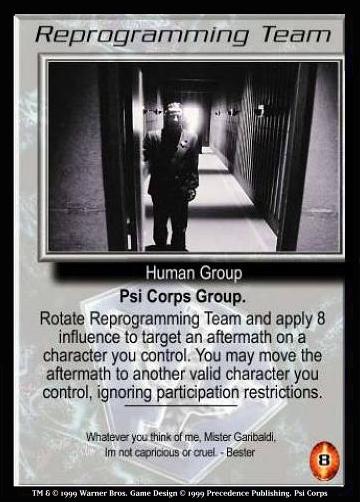 Reprogramming Team
Human Group
Psi Corps Group.
Rotate Reprogramming Team and apply 8
influence to target an aftermath on a
character you control. You may move the
aftermath to another valid character you
control, ignoring participation restrictions.
Whatever you think of me, Mister Garibaldi,
Im not capricious or cruel. - Bester
8
TM & © 1999 Warner Bros. Game Design © 1999 Precedence Publishing. Psi Corps